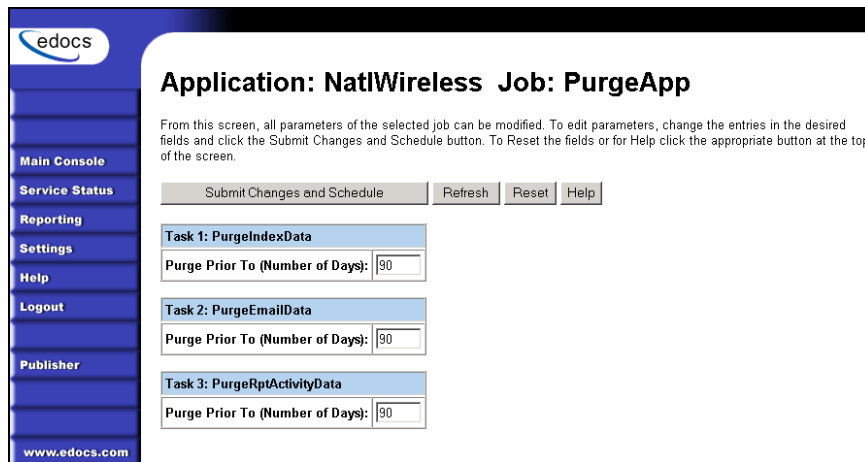 edocs
Main Console
Service Status
Reporting
Settings
Help
Logout
Publisher
www.edocs.com
Application: NatlWireless Job: PurgeApp
From this screen, all parameters of the selected job can be modified. To edit parameters, change the entries in the desired
fields and click the Submit Changes and Schedule button. To Reset the fields or for Help click the appropriate button at the top
of the screen.
Submit Changes and Schedule Refresh Reset Help
Task 1: PurgeIndexData
Purge Prior To (Number of Days): 90
Task 2: PurgeEmailData
Purge Prior To (Number of Days): 90
Task 3: PurgeRptActivityData
Purge Prior To (Number of Days): 90